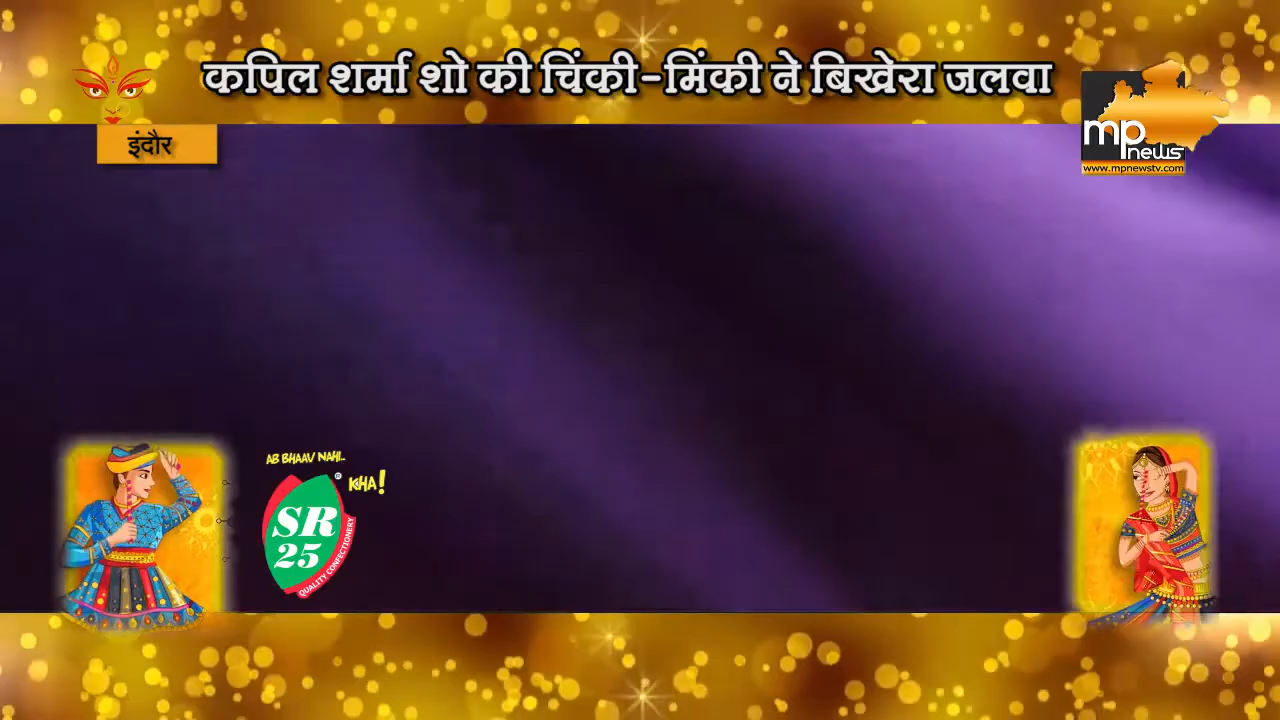 कपिल शर्मा शो की चिंकी-मिंकी ने बिखेरा जलवा
इंदौर
mp
news
www.mpnewstv.com
AB BHAAV NAHI..
KHA!
®
SR
25
QUALITY CONFECTIONERY